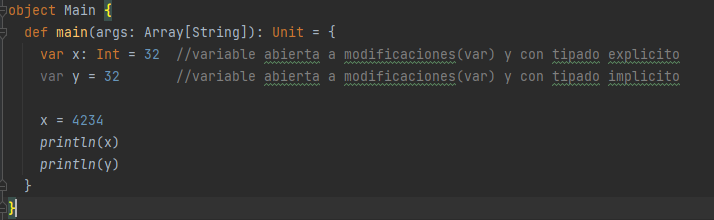 object Main {
  def main(args: Array[String]): Unit = {
    var x: Int = 32  //variable abierta a modificaciones(var) y con tipado explicito
    var y = 32       //variable abierta a modificaciones(var) y con tipado implicito

    x = 4234
    println(x)
    println(y)
  }
}